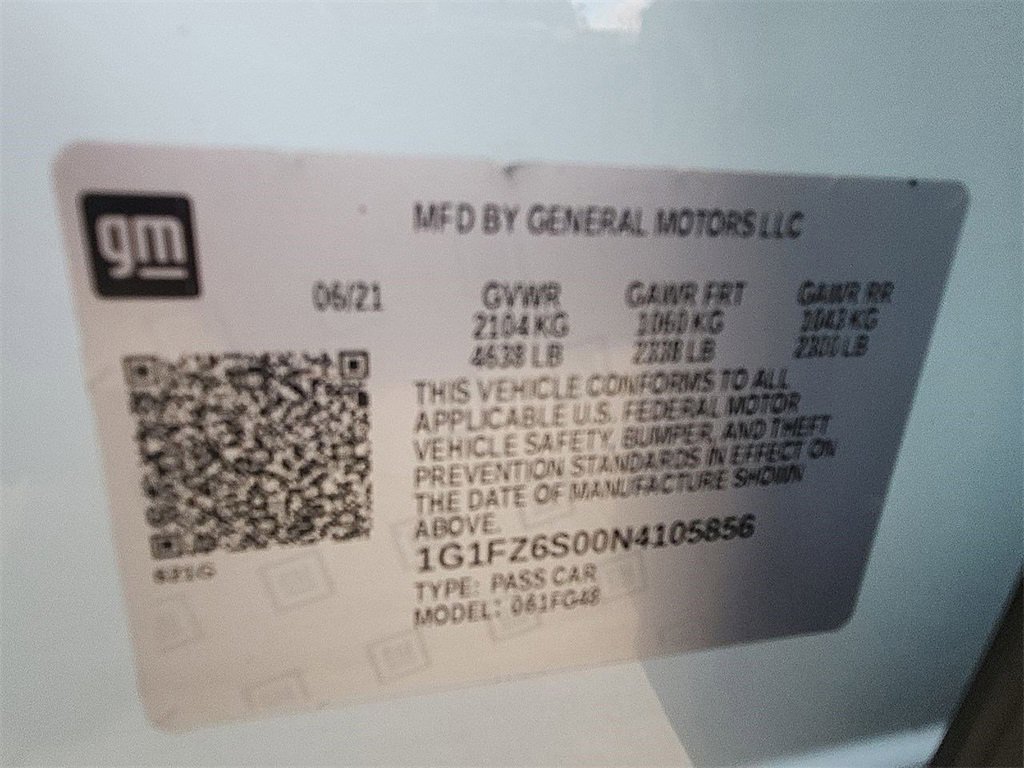 gm
MFD BY GENERAL MOTORS LLC
06/21 GVWR GAWR FRT GAWR RR
2104 KG 1060 KG 1043 KG
4638 LB 2338 LB 2300 LB
THIS VEHICLE CONFORMS TO ALL
APPLICABLE U.S. FEDERAL MOTOR
VEHICLE SAFETY, BUMPER, AND THEFT
PREVENTION STANDARDS IN EFFECT ON
THE DATE OF MANUFACTURE SHOWN
ABOVE.
1G1FZ6S00N4105856
TYPE: PASS CAR
MODEL: 061FG48